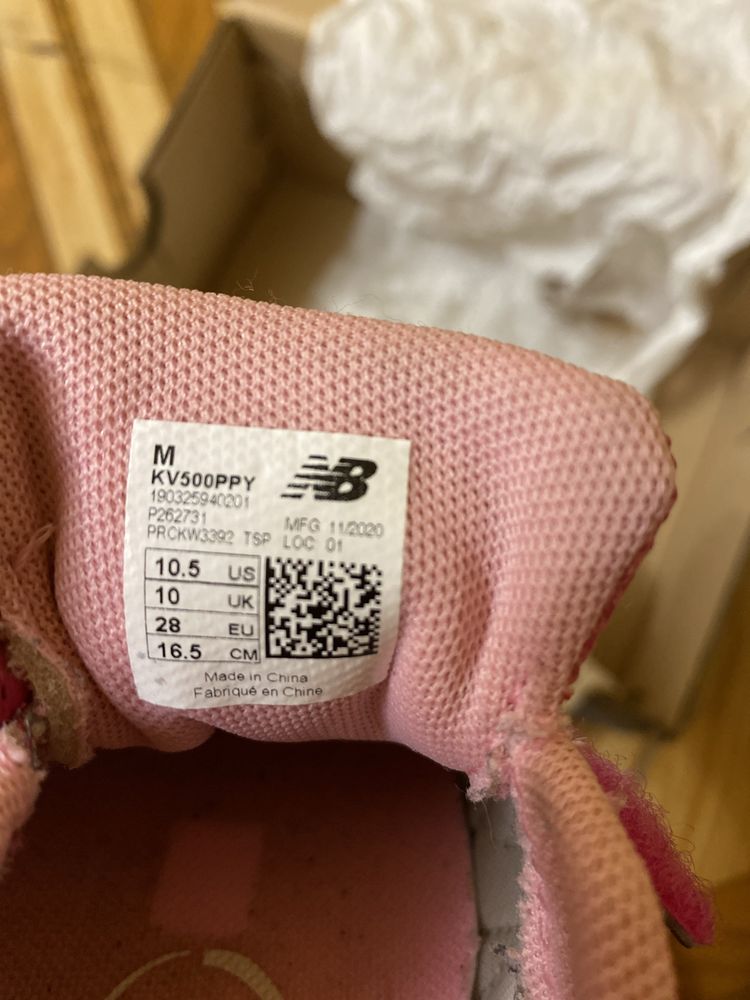 M
KV500PPY
190325940201
P262731
PRCKW3392 TSP
MFG 11/2020
LOC 01
NB
10.5 US
10 UK
28 EU
16.5 CM
Made in China
Fabriqué en Chine